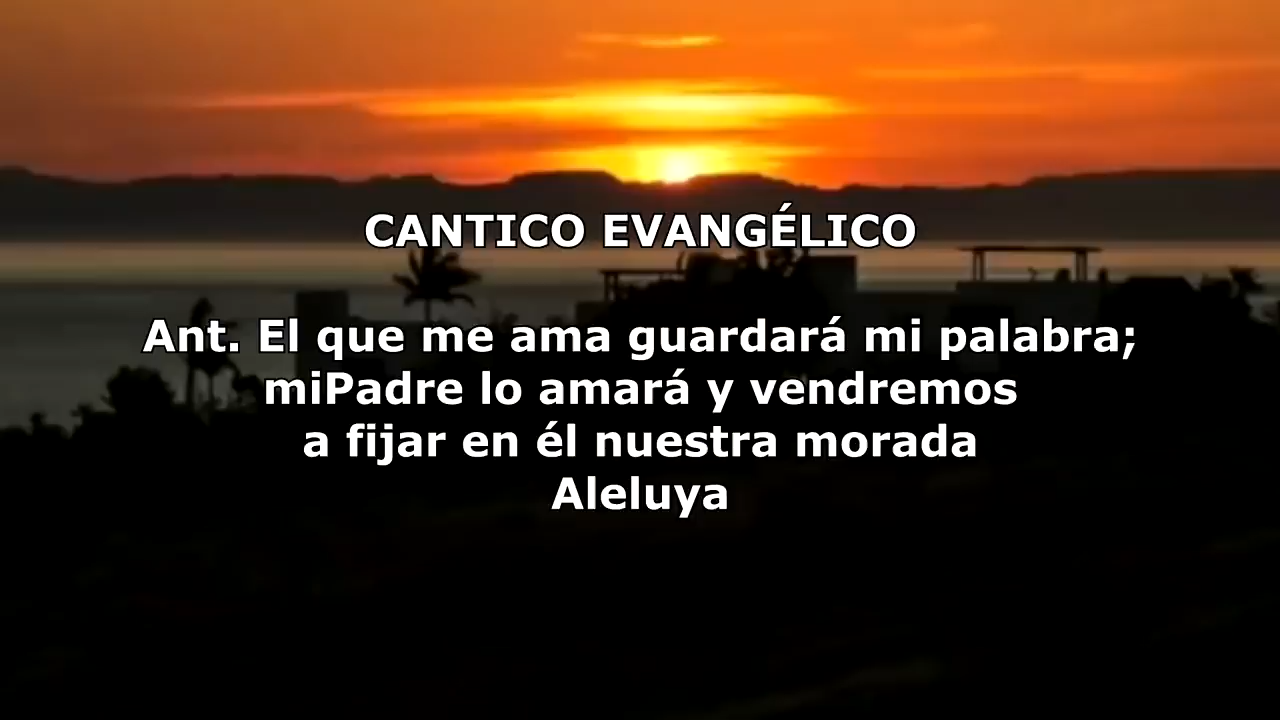 CANTICO EVANGÉLICO
Ant. El que me ama guardará mi palabra;
miPadre lo amará y vendremos
a fijar en él nuestra morada
Aleluya